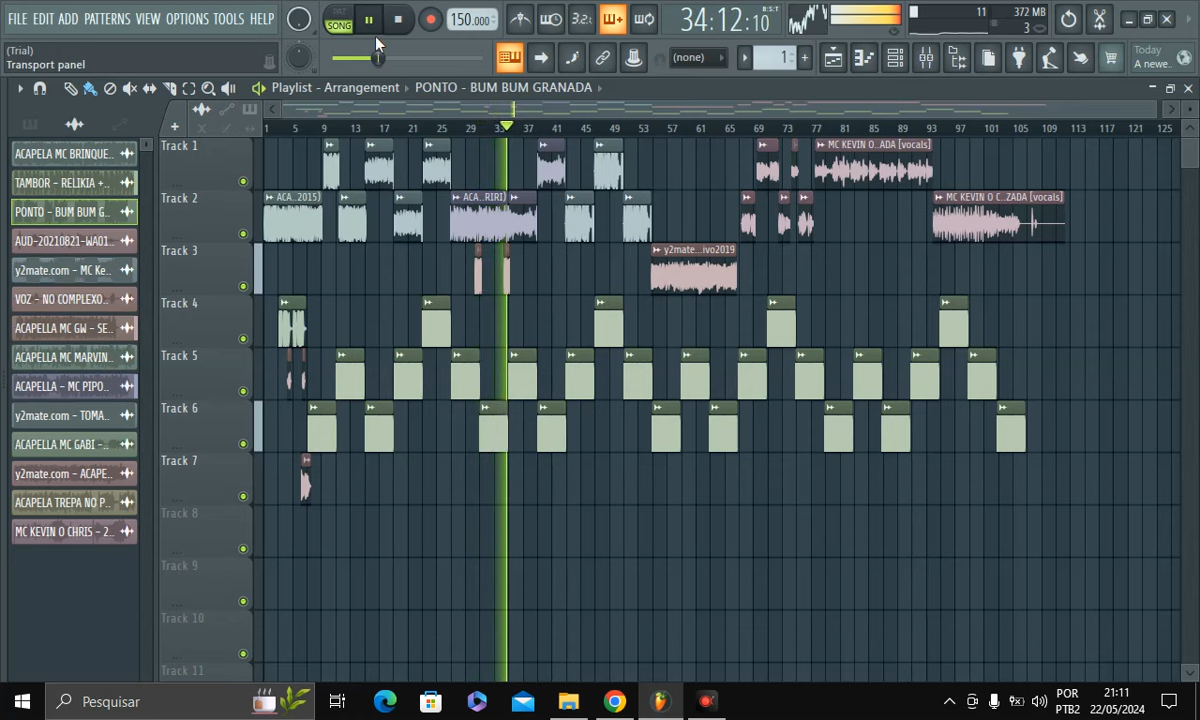 FILE EDIT ADD PATTERNS VIEW OPTIONS TOOLS HELP
PAT
SONG
150.000
3.2
34:12:10
B:S:T
11
372 MB
3
(Trial)
Transport panel
(none)
1
Today
A newe..
Playlist - Arrangement PONTO - BUM BUM GRANADA
1 5 9 13 17 21 25 29 33 37 41 45 49 53 57 61 65 69 73 77 81 85 89 93 97 101 105 109 113 117 121 125
ACAPELA MC BRINQUE..
TAMBOR - RELIKIA +..
PONTO - BUM BUM G..
AUD-20210821-WA01..
y2mate.com - MC Ke..
VOZ - NO COMPLEXO..
ACAPELLA MC GW - SE..
ACAPELLA MC MARVIN..
ACAPELLA - MC PIPO..
y2mate.com - TOMA..
ACAPELLA MC GABI -..
y2mate.com - ACAPE..
ACAPELA TREPA NO P..
MC KEVIN O CHRIS - 2..
Track 1
MC KEVIN O..ADA [vocals]
Track 2
ACA..2015)
ACA..RIRI)
MC KEVIN O C..ZADA [vocals]
Track 3
y2mate...ivo2019
Track 4
Track 5
Track 6
Track 7
Track 8
Track 9
Track 10
Track 11
Pesquisar
POR
PTB2
21:11
22/05/2024